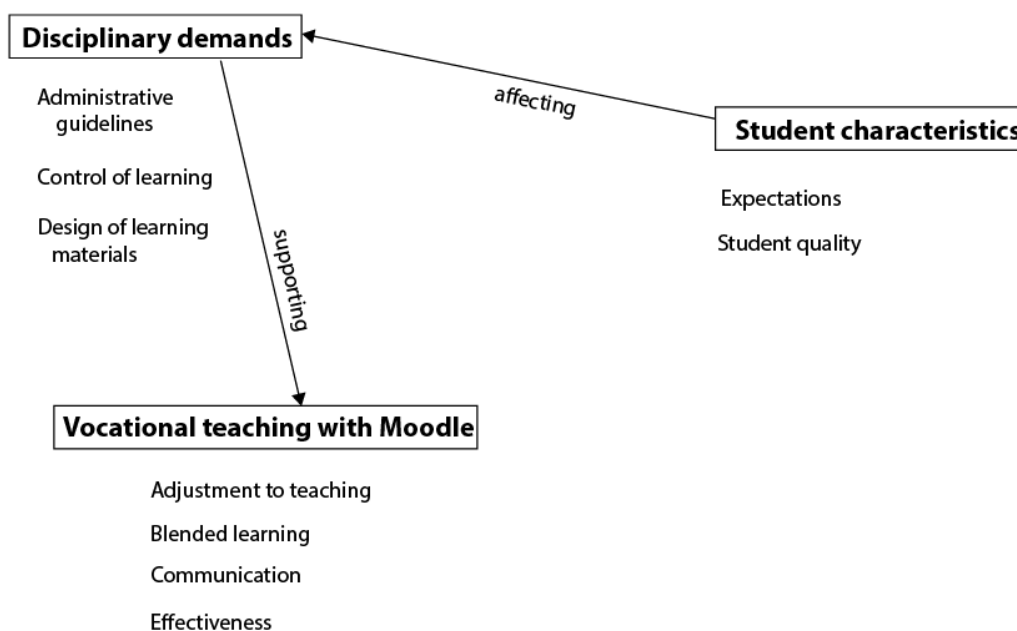 Disciplinary demands
Administrative
guidelines
Control of learning
Design of learning
materials
affecting
Student characteristics
Expectations
Student quality
supporting
Vocational teaching with Moodle
Adjustment to teaching
Blended learning
Communication
Effectiveness